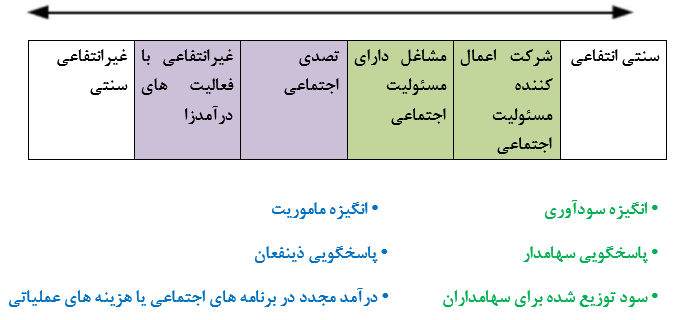 سنتی انتفاعی
شرکت اعمال
کننده
مسئولیت
اجتماعی
مشاغل دارای
مسئولیت
اجتماعی
تصدی
اجتماعی
غیرانتفاعی با
فعالیت های
درآمدزا
غیرانتفاعی
سنتی
• انگیزه سودآوری
• پاسخگویی سهامدار
• سود توزیع شده برای سهامداران
• انگیزه ماموریت
• پاسخگویی ذینفعان
• درآمد مجدد در برنامه های اجتماعی یا هزینه های عملیاتی